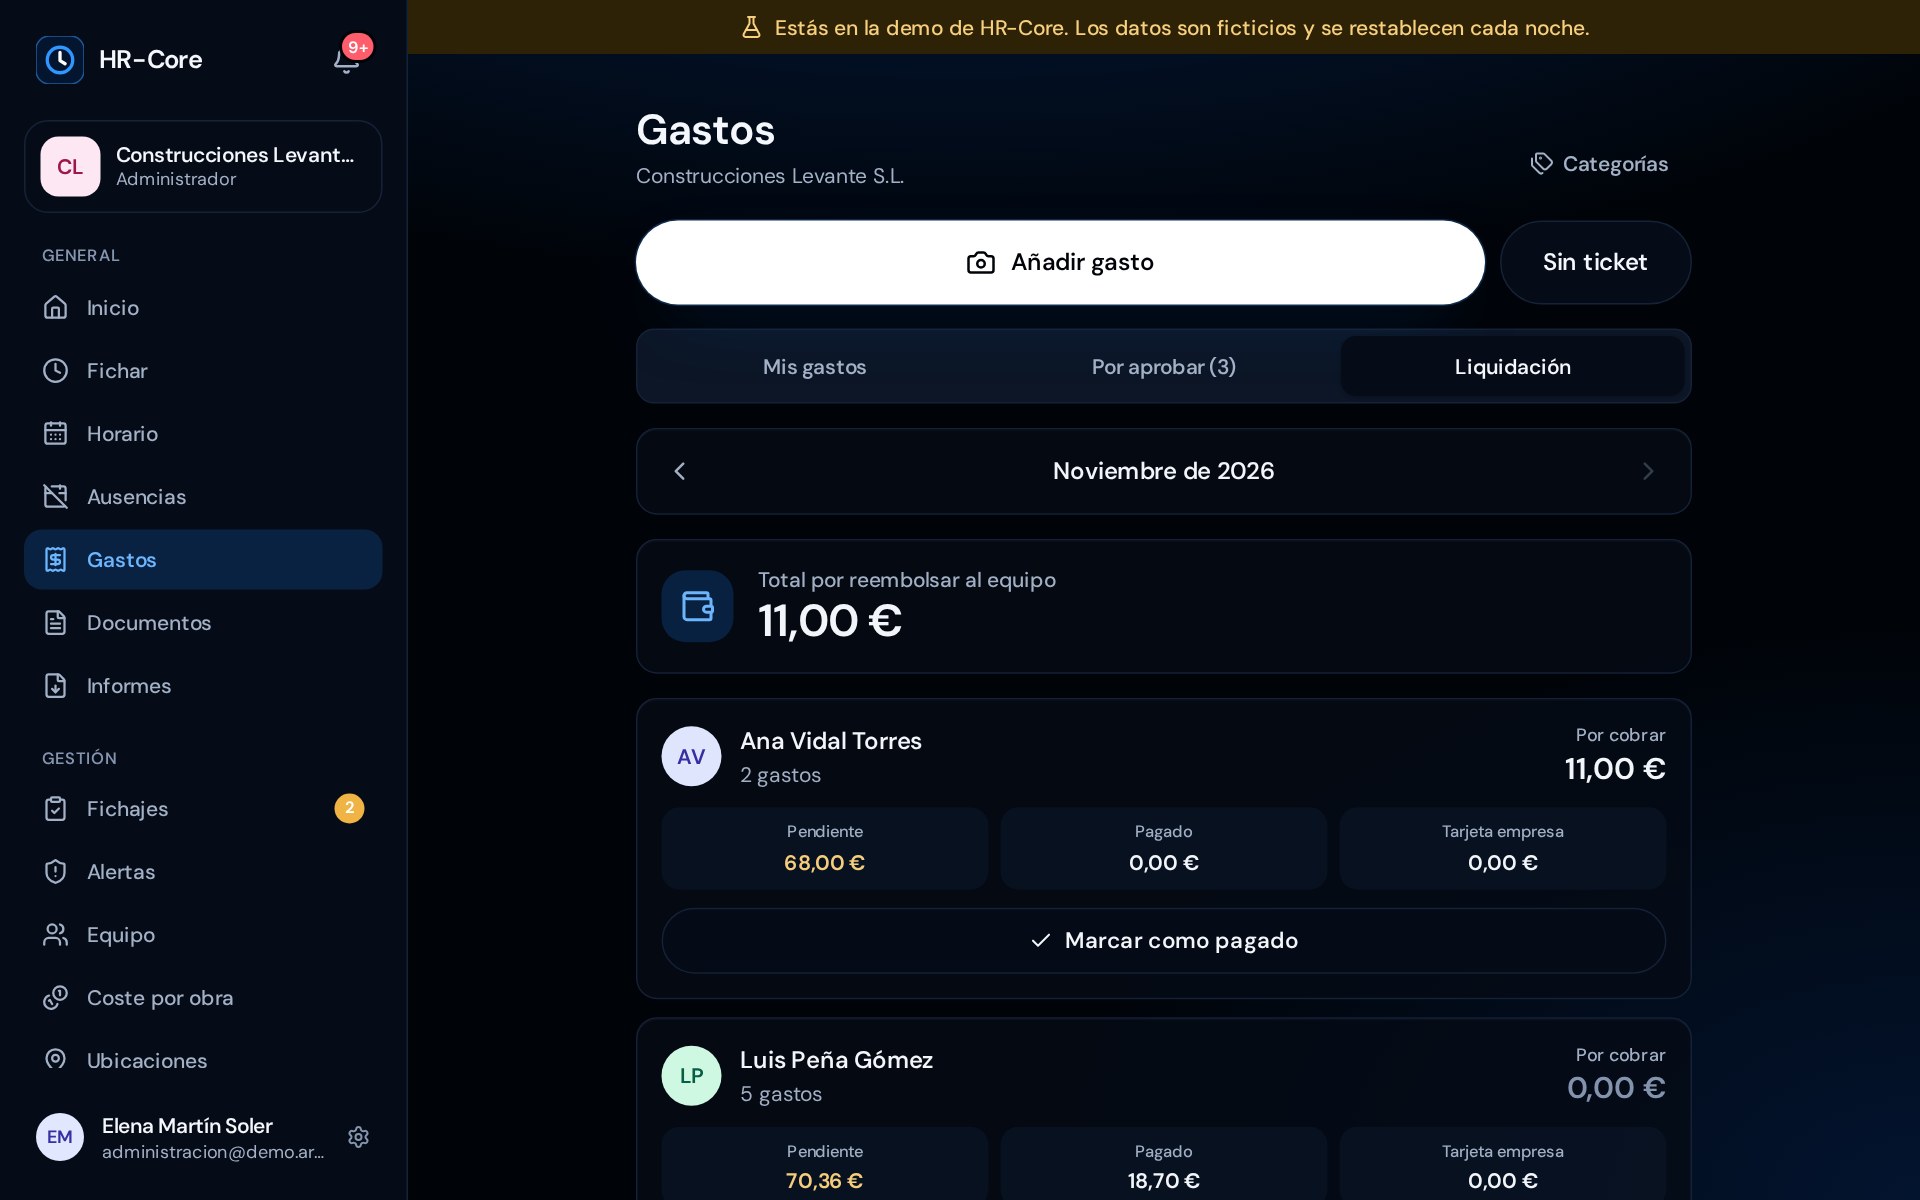 HR-Core
9+
CL
Construcciones Levant...
Administrador
GENERAL
Inicio
Fichar
Horario
Ausencias
Gastos
Documentos
Informes
GESTIÓN
Fichajes
2
Alertas
Equipo
Coste por obra
Ubicaciones
EM
Elena Martín Soler
administracion@demo.ar...
Estás en la demo de HR-Core. Los datos son ficticios y se restablecen cada noche.
Gastos
Construcciones Levante S.L.
Categorías
Añadir gasto
Sin ticket
Mis gastos
Por aprobar (3)
Liquidación
Noviembre de 2026
Total por reembolsar al equipo
11,00 €
AV
Ana Vidal Torres
2 gastos
Por cobrar
11,00 €
Pendiente
68,00 €
Pagado
0,00 €
Tarjeta empresa
0,00 €
Marcar como pagado
LP
Luis Peña Gómez
5 gastos
Por cobrar
0,00 €
Pendiente
70,36 €
Pagado
18,70 €
Tarjeta empresa
0,00 €